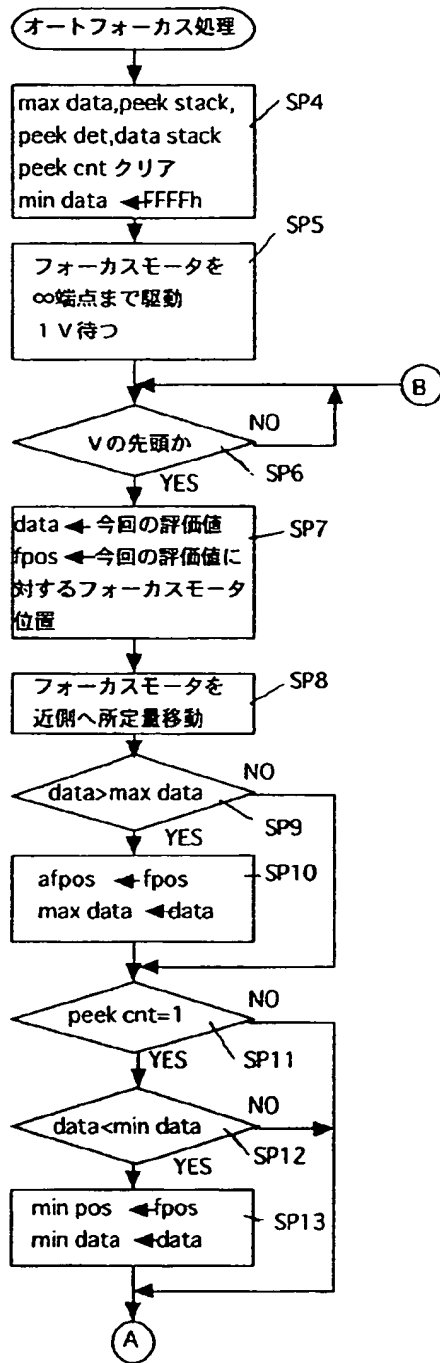 オートフォーカス処理
max data,peek stack,
peek det,data stack
peek cnt クリア
min data ←FFFFh
SP4
フォーカスモータを
∞端点まで駆動
1 V待つ
SP5
B
Vの先頭か
NO
SP6
YES
data ← 今回の評価値
fpos ←今回の評価値に
対するフォーカスモータ
位置
SP7
フォーカスモータを
近側へ所定量移動
SP8
data>max data
NO
SP9
YES
afpos ←fpos
max data ←data
SP10
peek cnt=1
NO
SP11
YES
data<min data
NO
SP12
YES
min pos ←fpos
min data ←data
SP13
A